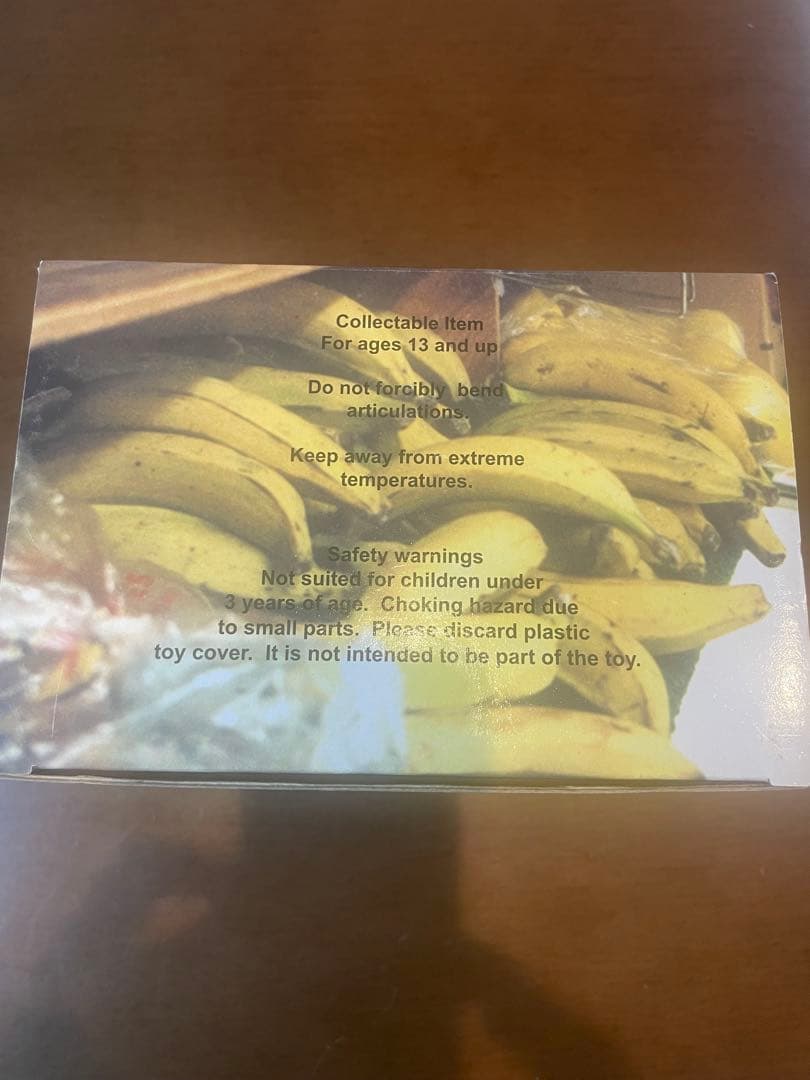 Collectable Item
For ages 13 and up
Do not forcibly bend
articulations.
Keep away from extreme
temperatures.
Safety warnings
Not suited for children under
3 years of age. Choking hazard due
to small parts. Please discard plastic
toy cover. It is not intended to be part of the toy.